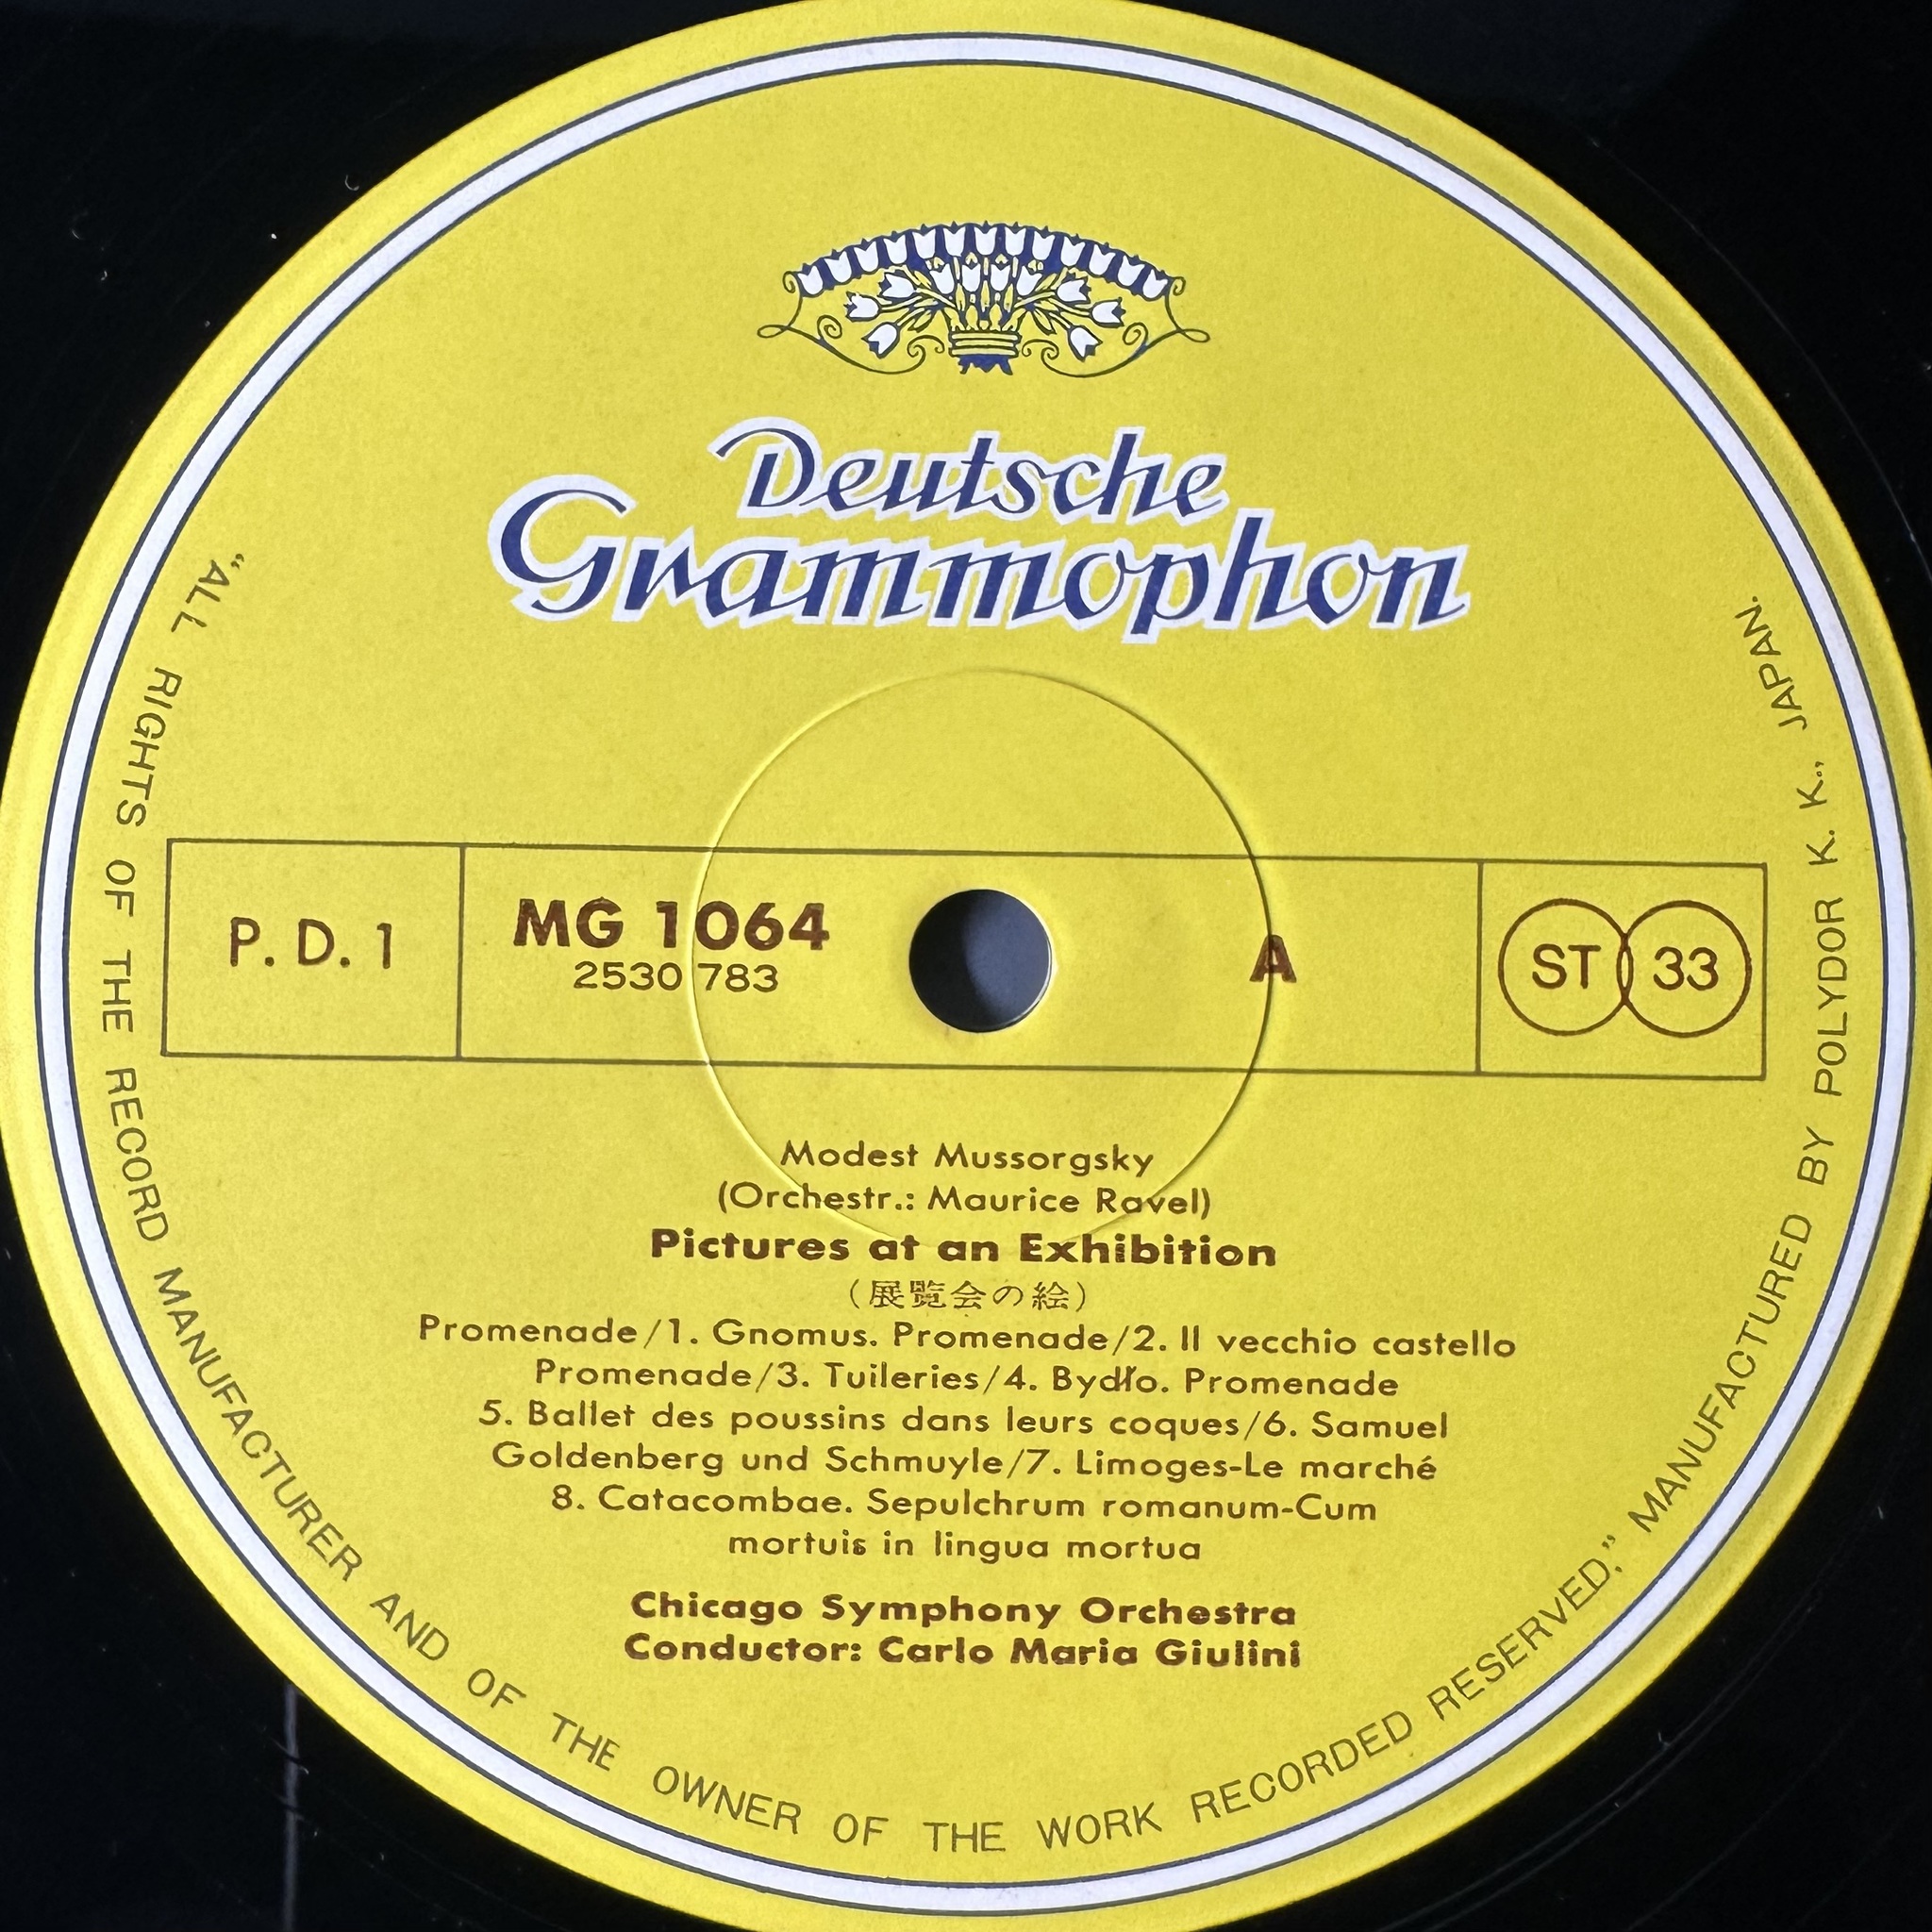 Deutsche
Grammophon
P. D. 1
MG 1064
2530 783
A
ST 33
Modest Mussorgsky
(Orchestr.: Maurice Ravel)
Pictures at an Exhibition
(展覧会の絵)
Promenade/1. Gnomus. Promenade/2. Il vecchio castello
Promenade/3. Tuileries/4. Bydło. Promenade
5. Ballet des poussins dans leurs coques/6. Samuel
Goldenberg und Schmuyle/7. Limoges-Le marché
8. Catacombae. Sepulchrum romanum-Cum
mortuis in lingua mortua
Chicago Symphony Orchestra
Conductor: Carlo Maria Giulini
“ALL RIGHTS OF THE RECORD MANUFACTURER AND OF THE OWNER OF THE WORK RECORDED RESERVED,” MANUFACTURED BY POLYDOR K. K., JAPAN.